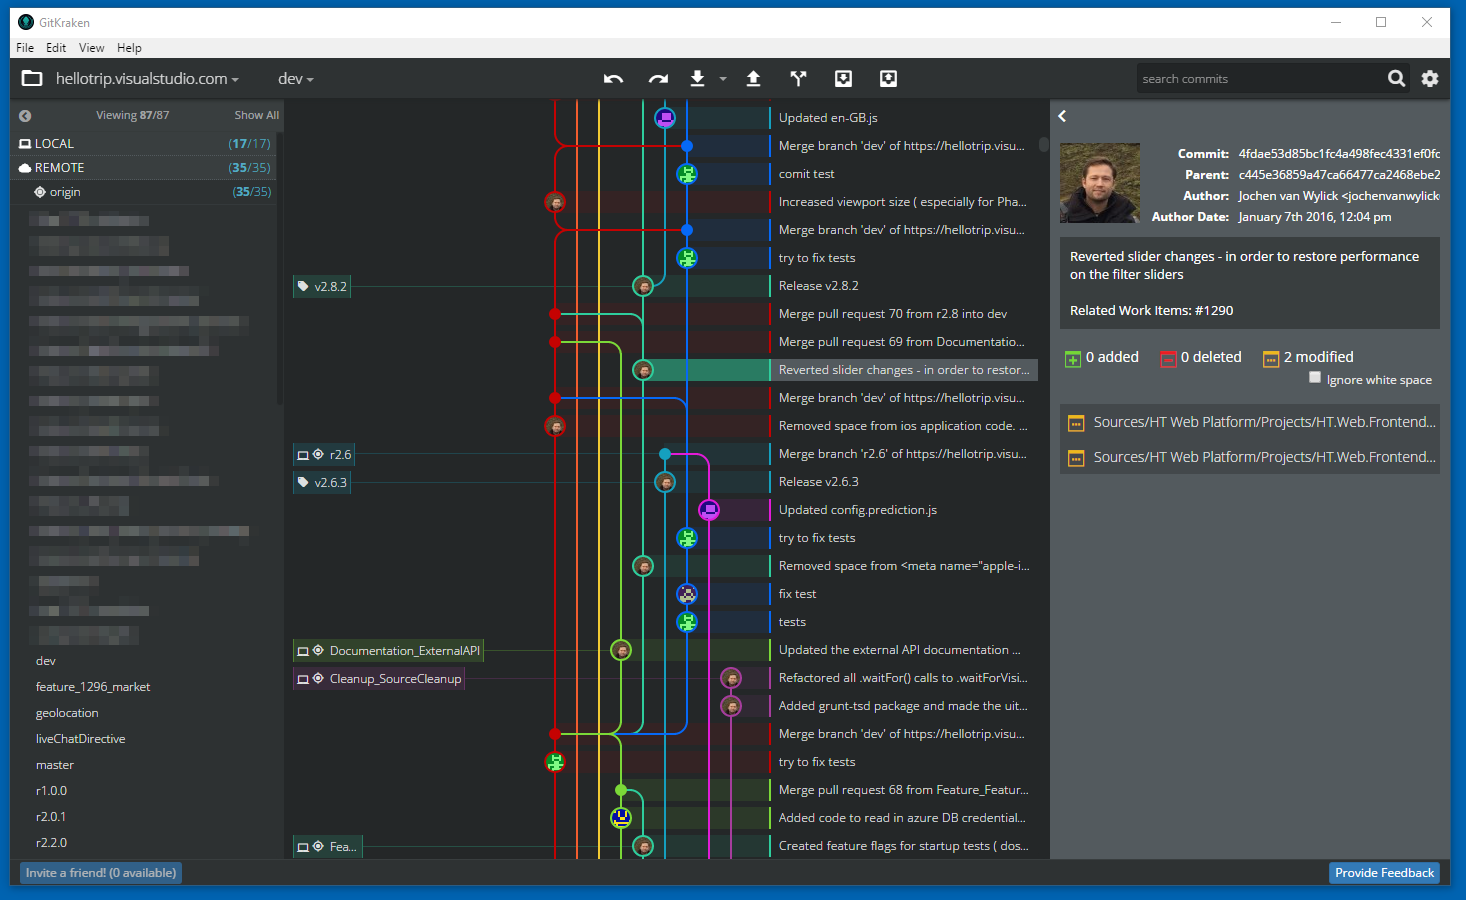 GitKraken
File Edit View Help
hellotrip.visualstudio.com dev search commits
Viewing 87/87 Show All
LOCAL (17/17)
REMOTE (35/35)
origin (35/35)
dev
feature_1296_market
geolocation
liveChatDirective
master
r1.0.0
r2.0.1
r2.2.0
Updated en-GB.js
Merge branch 'dev' of https://hellotrip.visu...
comit test
Increased viewport size ( especially for Pha...
Merge branch 'dev' of https://hellotrip.visu...
try to fix tests
v2.8.2 Release v2.8.2
Merge pull request 70 from r2.8 into dev
Merge pull request 69 from Documentatio...
Reverted slider changes - in order to restor...
Merge branch 'dev' of https://hellotrip.visu...
Removed space from ios application code. ...
r2.6 Merge branch 'r2.6' of https://hellotrip.visu...
v2.6.3 Release v2.6.3
Updated config.prediction.js
try to fix tests
Removed space from <meta name="apple-i...
fix test
tests
Documentation_ExternalAPI Updated the external API documentation ...
Cleanup_SourceCleanup Refactored all .waitFor() calls to .waitForVisi...
Added grunt-tsd package and made the uit...
Merge branch 'dev' of https://hellotrip.visu...
try to fix tests
Merge pull request 68 from Feature_Featur...
Added code to read in azure DB credential...
Fea... Created feature flags for startup tests ( dos...
Commit: 4fdae53d85bc1fc4a498fec4331ef0fc
Parent: c445e36859a47ca66477ca2468ebe2
Author: Jochen van Wylick <jochenvanwylick
Author Date: January 7th 2016, 12:04 pm
Reverted slider changes - in order to restore performance
on the filter sliders
Related Work Items: #1290
0 added 0 deleted 2 modified
Ignore white space
Sources/HT Web Platform/Projects/HT.Web.Frontend...
Sources/HT Web Platform/Projects/HT.Web.Frontend...
Invite a friend! (0 available) Provide Feedback